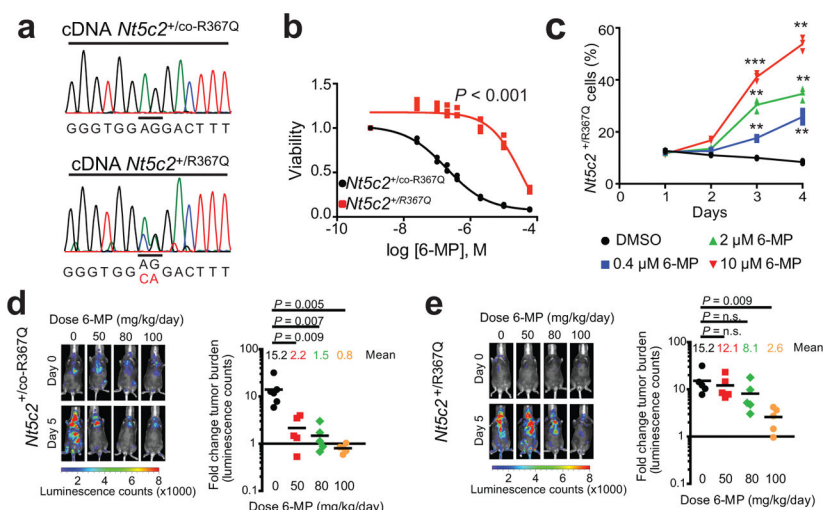 a
cDNA Nt5c2+/co-R367Q
GGGTGGAGGACTTT
cDNA Nt5c2+/R367Q
GGGTGGAGGACTTT
CA
b
P < 0.001
Viability
1.5
1.0
0.5
0.0
Nt5c2+/co-R367Q
Nt5c2+/R367Q
-10 -8 -6 -4
log [6-MP], M
c
Nt5c2+/R367Q cells (%)
60
40
20
0
** 
***
**
**
**
**
0 1 2 3 4
Days
DMSO
2 µM 6-MP
0.4 µM 6-MP
10 µM 6-MP
d
Nt5c2+/co-R367Q
Dose 6-MP (mg/kg/day)
0 50 80 100
Day 0
Day 5
2 4 6 8
Luminescence counts (x1000)
P = 0.005
P = 0.007
P = 0.009
15.2 2.2 1.5 0.8 Mean
Fold change tumor burden
(luminescence counts)
100
10
1
0.1
0 50 80 100
Dose 6-MP (mg/kg/day)
e
Nt5c2+/R367Q
Dose 6-MP (mg/kg/day)
0 50 80 100
Day 0
Day 5
2 4 6 8
Luminescence counts (x1000)
P = 0.009
P = n.s.
P = n.s.
15.2 12.1 8.1 2.6 Mean
Fold change tumor burden
(luminescence counts)
100
10
1
0.1
0 50 80 100
Dose 6-MP (mg/kg/day)